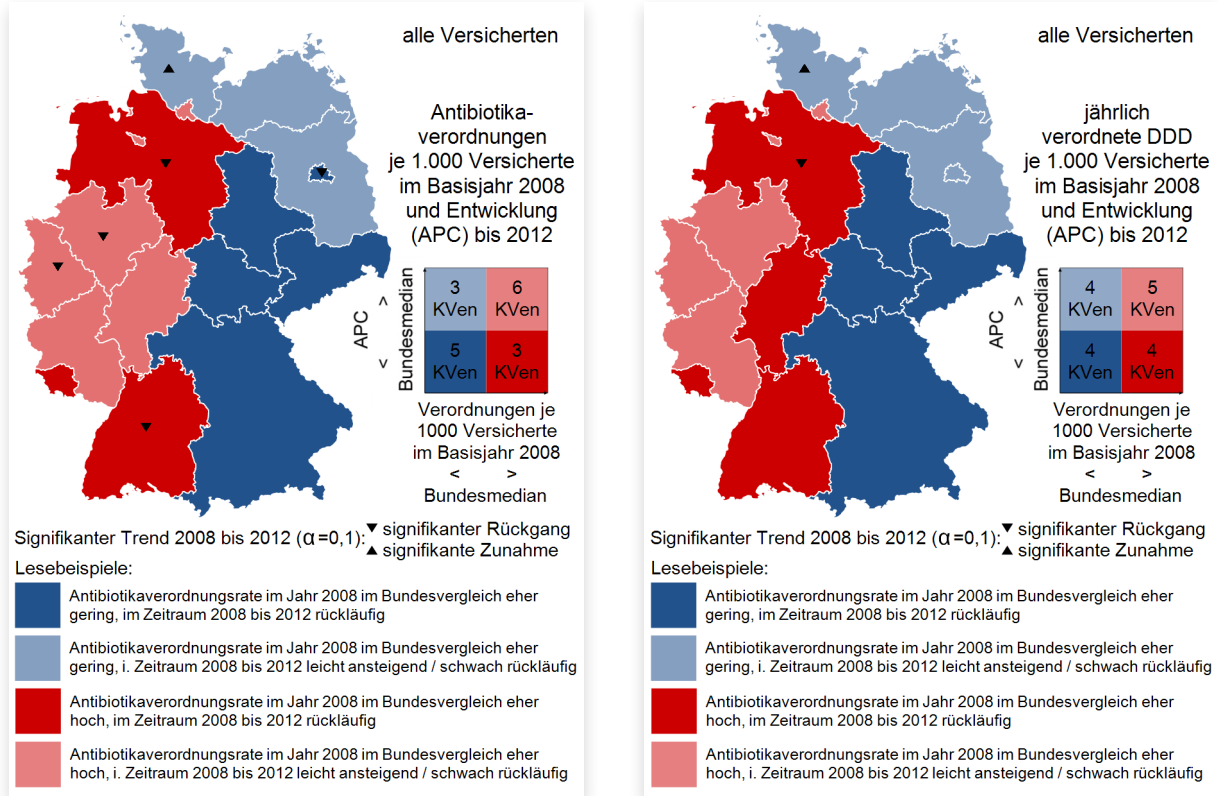 alle Versicherten
Antibiotika-
verordnungen
je 1.000 Versicherte
im Basisjahr 2008
und Entwicklung
(APC) bis 2012
APC
< >
Bundesmedian
3
KVen
6
KVen
5
KVen
3
KVen
Verordnungen je
1000 Versicherte
im Basisjahr 2008
< >
Bundesmedian
Signifikanter Trend 2008 bis 2012 (α=0,1):
▼ signifikanter Rückgang
▲ signifikante Zunahme
Lesebeispiele:
Antibiotikaverordnungsrate im Jahr 2008 im Bundesvergleich eher
gering, im Zeitraum 2008 bis 2012 rückläufig
Antibiotikaverordnungsrate im Jahr 2008 im Bundesvergleich eher
gering, i. Zeitraum 2008 bis 2012 leicht ansteigend / schwach rückläufig
Antibiotikaverordnungsrate im Jahr 2008 im Bundesvergleich eher
hoch, im Zeitraum 2008 bis 2012 rückläufig
Antibiotikaverordnungsrate im Jahr 2008 im Bundesvergleich eher
hoch, i. Zeitraum 2008 bis 2012 leicht ansteigend / schwach rückläufig
alle Versicherten
jährlich
verordnete DDD
je 1.000 Versicherte
im Basisjahr 2008
und Entwicklung
(APC) bis 2012
APC
< >
Bundesmedian
4
KVen
5
KVen
4
KVen
4
KVen
Verordnungen je
1000 Versicherte
im Basisjahr 2008
< >
Bundesmedian
Signifikanter Trend 2008 bis 2012 (α=0,1):
▼ signifikanter Rückgang
▲ signifikante Zunahme
Lesebeispiele:
Antibiotikaverordnungsrate im Jahr 2008 im Bundesvergleich eher
gering, im Zeitraum 2008 bis 2012 rückläufig
Antibiotikaverordnungsrate im Jahr 2008 im Bundesvergleich eher
gering, i. Zeitraum 2008 bis 2012 leicht ansteigend / schwach rückläufig
Antibiotikaverordnungsrate im Jahr 2008 im Bundesvergleich eher
hoch, im Zeitraum 2008 bis 2012 rückläufig
Antibiotikaverordnungsrate im Jahr 2008 im Bundesvergleich eher
hoch, i. Zeitraum 2008 bis 2012 leicht ansteigend / schwach rückläufig